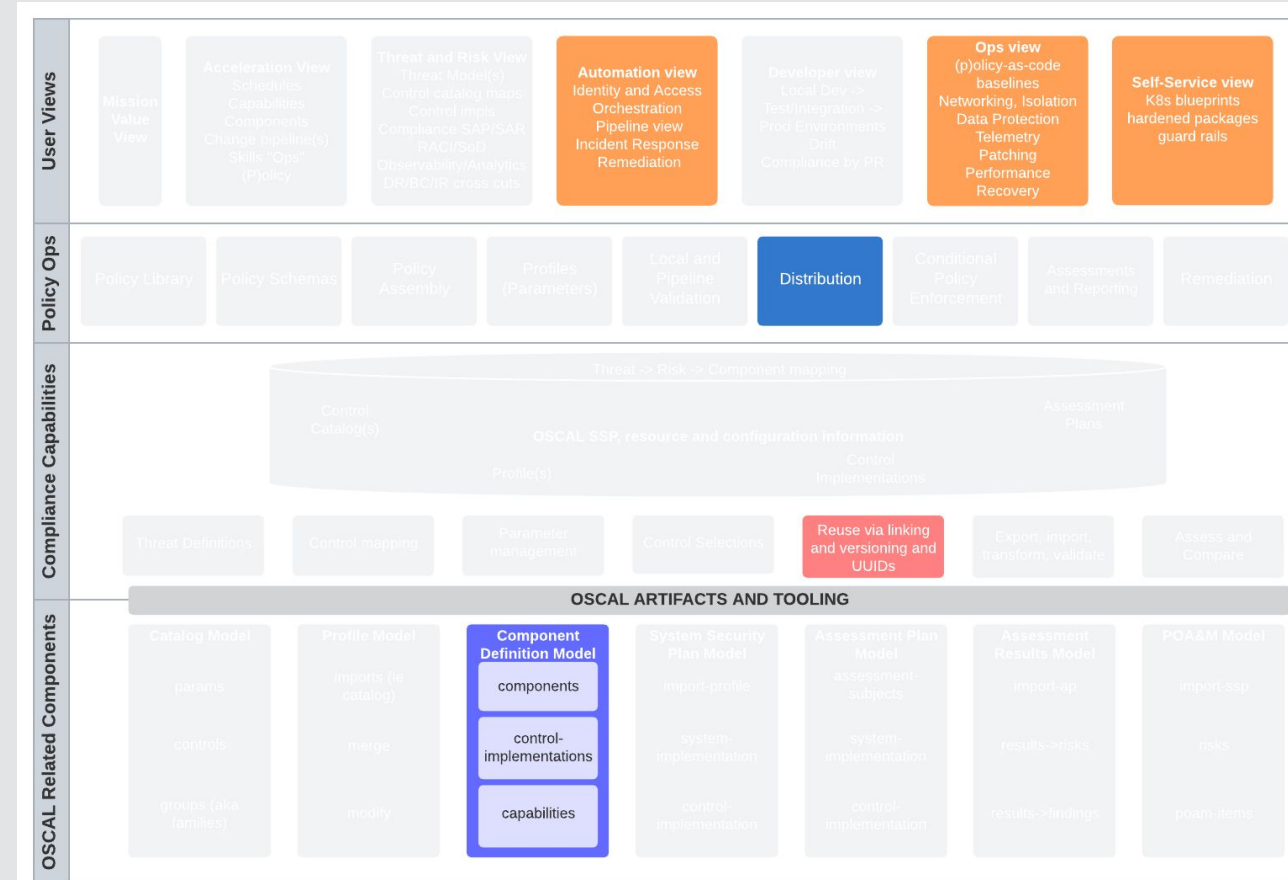 User Views
Mission
Value
View
Acceleration View
Schedules
Capabilities
Components
Change pipeline(s)
Skills "Ops"
(P)olicy
Threat and Risk View
Threat Model(s)
Control catalog maps
Control impls
Compliance SAP/SAR
RACI/S6D
Observability/Analytics
DR/BC/IR cross cuts
Automation view
Identity and Access
Orchestration
Pipeline view
Incident Response
Remediation
Developer view
Local Dev ->
Test/Integration ->
Prod Environments
Drift
Compliance by PR
Ops view
(p)olicy-as-code
baselines
Networking, Isolation
Data Protection
Telemetry
Patching
Performance
Recovery
Self-Service view
K8s blueprints
hardened packages
guard rails
Policy Ops
Policy Library
Policy Schemas
Policy
Assembly
Profiles
(Parameters)
Local and
Pipeline
Validation
Distribution
Conditional
Policy
Enforcement
Assessments
and Reporting
Remediation
Compliance Capabilities
Threat -> Risk -> Component mapping
Control
Catalog(s)
Assessment
Plans
OSCAL SSP, resource and configuration information
Profile(s)
Control
Implementations
Threat Definitions
Control mapping
Parameter
management
Control Selections
Reuse via linking
and versioning and
UUIDs
Export, import,
transform, validate
Assess and
Compare
OSCAL ARTIFACTS AND TOOLING
OSCAL Related Components
Catalog Model
params
controls
groups (aka
families)
Profile Model
imports (ie
catalog)
merge
modify
Component
Definition Model
components
control-
implementations
capabilities
System Security
Plan Model
import-profile
system-
implementation
control-
implementation
Assessment Plan
Model
assessment-
subjects
system-
implementation
control-
implementation
Assessment
Results Model
import-ap
results->risks
results->findings
POA&M Model
import-ssp
risks
poam-items